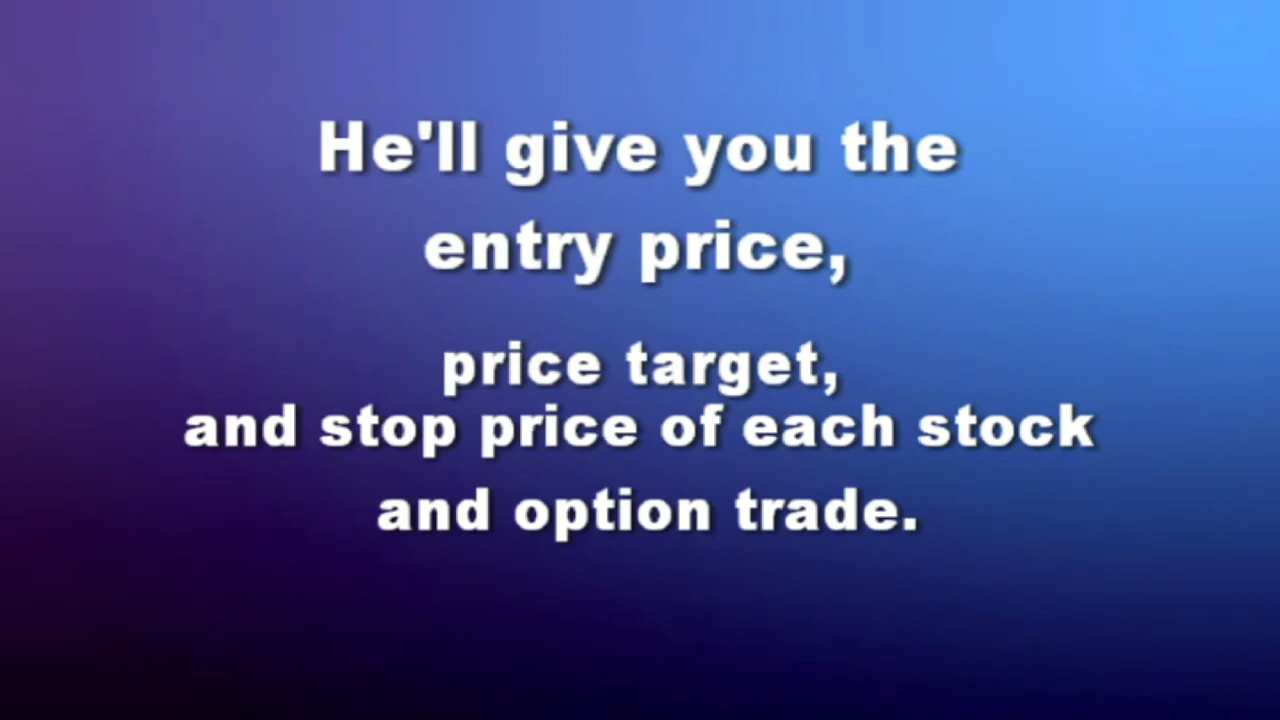 He'll give you the
entry price,
price target,
and stop price of each stock
and option trade.